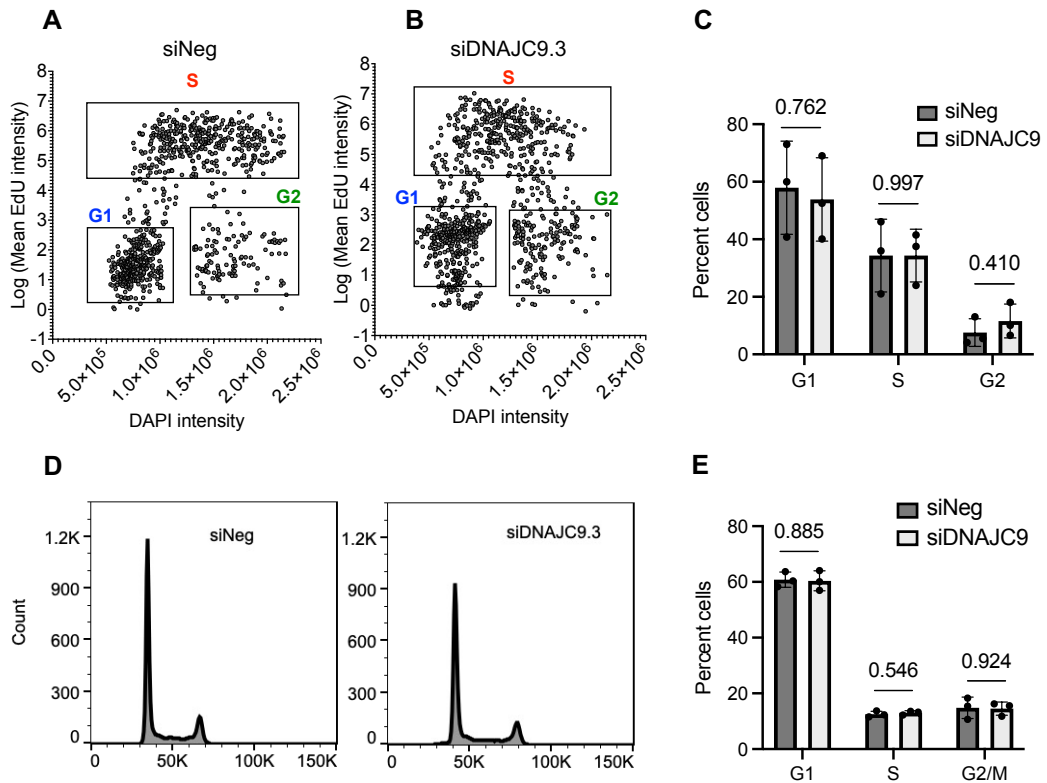 A
siNeg
S
8
7
6
5
4
3
2
1
0
-1
G1
G2
Log (Mean EdU intensity)
0.0
5.0×10⁵
1.0×10⁶
1.5×10⁶
2.0×10⁶
2.5×10⁶
DAPI intensity
B
siDNAJC9.3
S
8
7
6
5
4
3
2
1
0
-1
G1
G2
Log (Mean EdU intensity)
0.0
5.0×10⁵
1.0×10⁶
1.5×10⁶
2.0×10⁶
2.5×10⁶
DAPI intensity
C
siNeg
siDNAJC9
80
60
40
20
0
Percent cells
0.762
0.997
0.410
G1 S G2
D
siNeg
1.2K
900
600
300
0
Count
0 50K 100K 150K
siDNAJC9.3
1.2K
900
600
300
0
0 50K 100K 150K
E
siNeg
siDNAJC9
80
60
40
20
0
Percent cells
0.885
0.546
0.924
G1 S G2/M